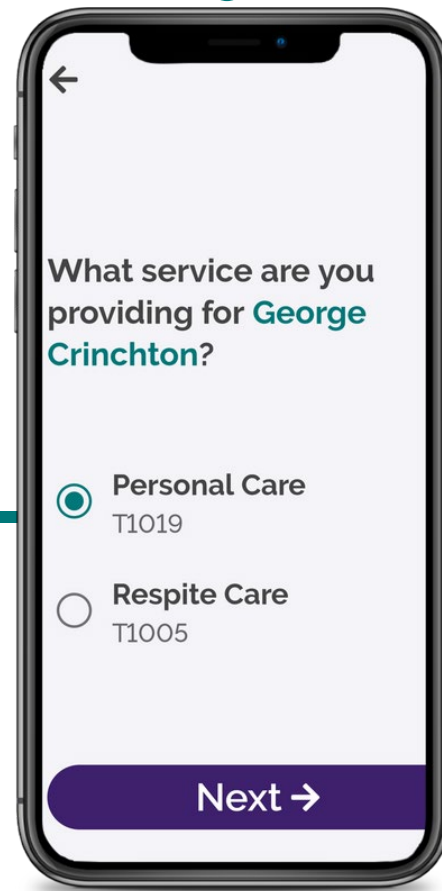 What service are you
providing for George
Crinchton?
Personal Care
T1019
Respite Care
T1005
Next →